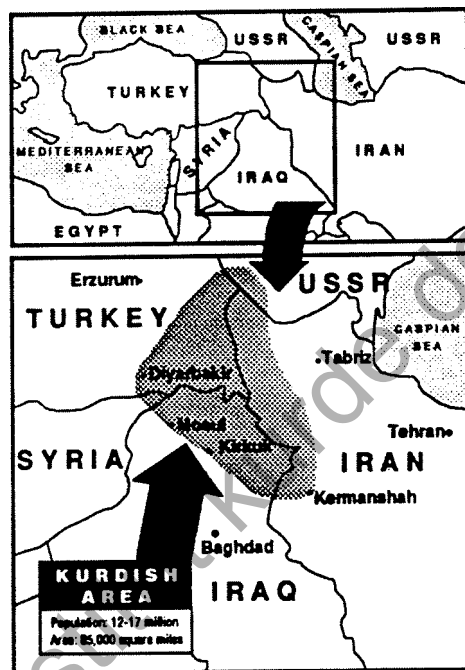 BLACK SEA
USSR
CASPIAN SEA
USSR
TURKEY
MEDITERRANEAN
SEA
SYRIA
IRAQ
IRAN
EGYPT
Erzurum
USSR
TURKEY
CASPIAN
SEA
Tabriz
Diyarbakir
Mosul
Kirkuk
Tehran
SYRIA
IRAN
Kermanshah
Baghdad
KURDISH
AREA
IRAQ
Population: 12-17 million
Area: 85,000 square miles